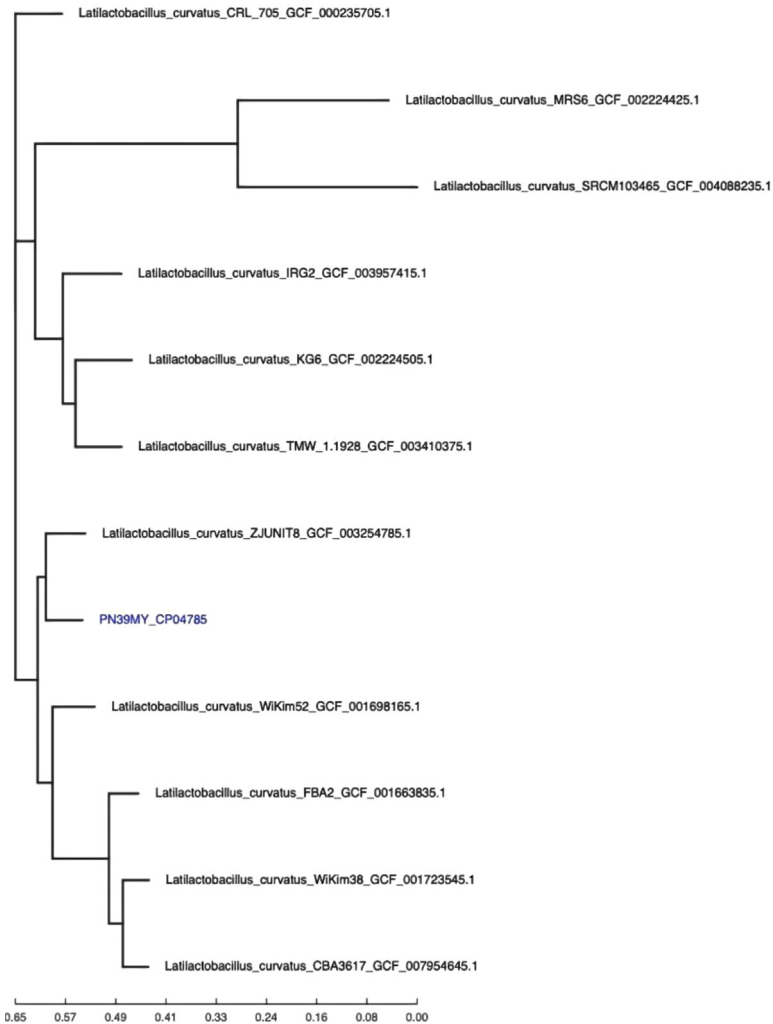 Latilactobacillus_curvatus_CRL_705_GCF_000235705.1
Latilactobacillus_curvatus_MRS6_GCF_002224425.1
Latilactobacillus_curvatus_SRCM103465_GCF_004088235.1
Latilactobacillus_curvatus_IRG2_GCF_003957415.1
Latilactobacillus_curvatus_KG6_GCF_002224505.1
Latilactobacillus_curvatus_TMW_1.1928_GCF_003410375.1
Latilactobacillus_curvatus_ZJUNIT8_GCF_003254785.1
PN39MY_CP04785
Latilactobacillus_curvatus_WiKim52_GCF_001698165.1
Latilactobacillus_curvatus_FBA2_GCF_001663835.1
Latilactobacillus_curvatus_WiKim38_GCF_001723545.1
Latilactobacillus_curvatus_CBA3617_GCF_007954645.1
0.65 0.57 0.49 0.41 0.33 0.24 0.16 0.08 0.00